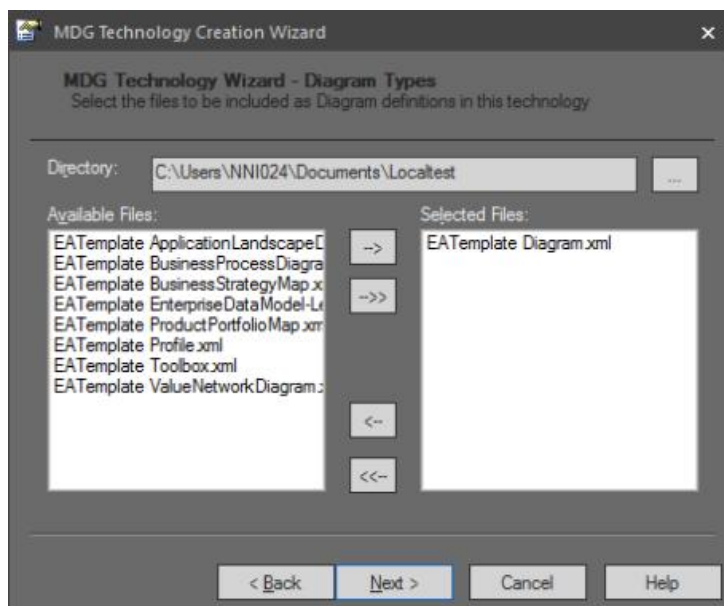 MDG Technology Creation Wizard
MDG Technology Wizard - Diagram Types
Select the files to be included as Diagram definitions in this technology
Directory:
C:\Users\NNI024\Documents\Localtest
...
Available Files:
Selected Files:
EATemplate ApplicationLandscapeD
EATemplate BusinessProcessDiagra
EATemplate BusinessStrategyMap.x
EATemplate EnterpriseDataModel-Le
EATemplate ProductPortfolioMap.xm
EATemplate Profile.xml
EATemplate Toolbox.xml
EATemplate ValueNetworkDiagram.x
-->
-->>
<--
<<--
EATemplate Diagram.xml
< Back
Next >
Cancel
Help